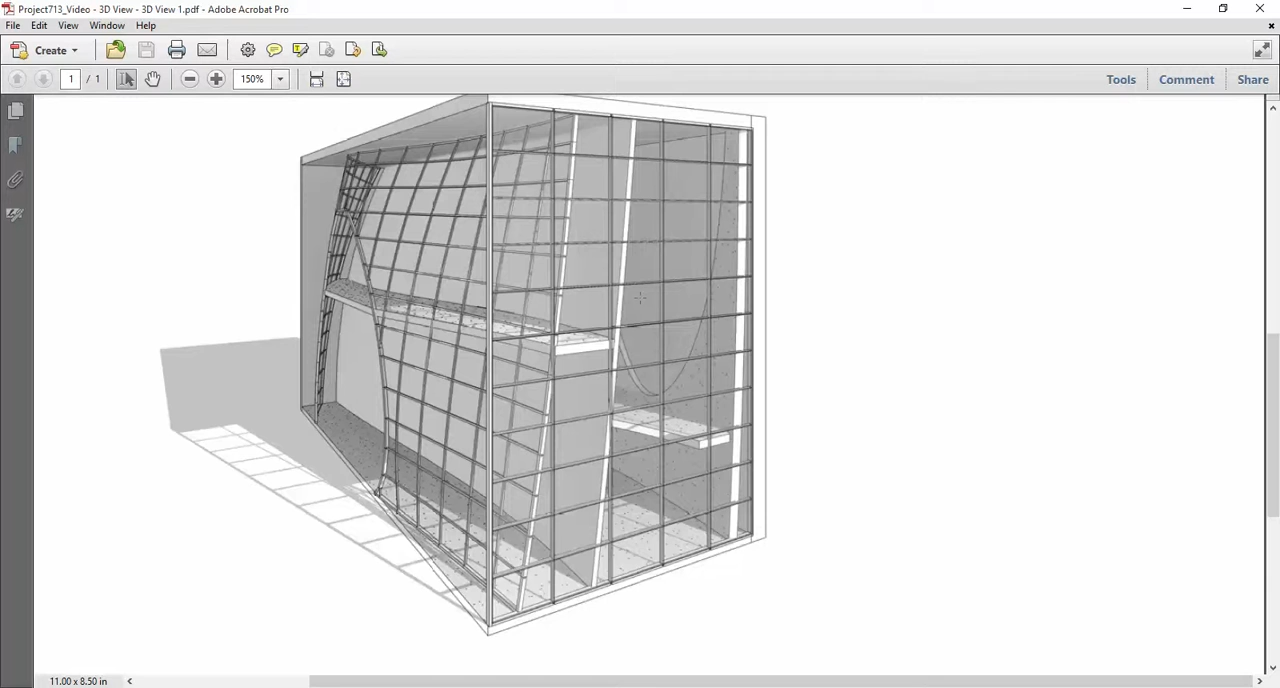 Project713_Video - 3D View - 3D View 1.pdf - Adobe Acrobat Pro
File Edit View Window Help
Create
1 / 1 150% Tools Comment Share
11.00 x 8.50 in